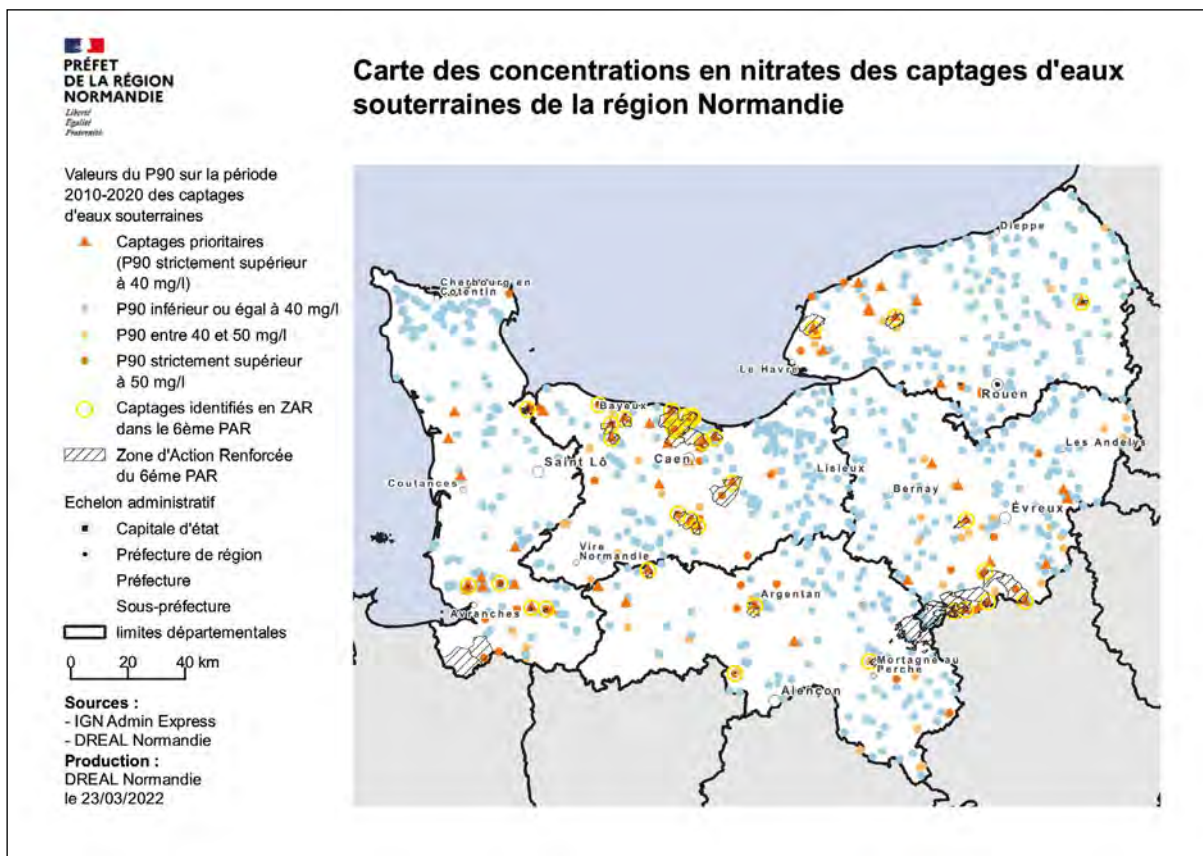 PRÉFET
DE LA RÉGION
NORMANDIE
Liberté
Égalité
Fraternité
Carte des concentrations en nitrates des captages d'eaux
souterraines de la région Normandie
Valeurs du P90 sur la période
2010-2020 des captages
d'eaux souterraines
Captages prioritaires
(P90 strictement supérieur
à 40 mg/l)
P90 inférieur ou égal à 40 mg/l
P90 entre 40 et 50 mg/l
P90 strictement supérieur
à 50 mg/l
Captages identifiés en ZAR
dans le 6ème PAR
Zone d'Action Renforcée
du 6éme PAR
Echelon administratif
Capitale d'état
Préfecture de région
Préfecture
Sous-préfecture
limites départementales
0 20 40 km
Sources :
- IGN Admin Express
- DREAL Normandie
Production :
DREAL Normandie
le 23/03/2022
Dieppe
Cherbourg en
Cotentin
Le Havre
Rouen
Bayeux
Les Andelys
Saint Lô
Caen
Lisieux
Coutances
Bernay
Évreux
Vire
Normandie
Argentan
Avranches
Mortagne au
Perche
Alençon